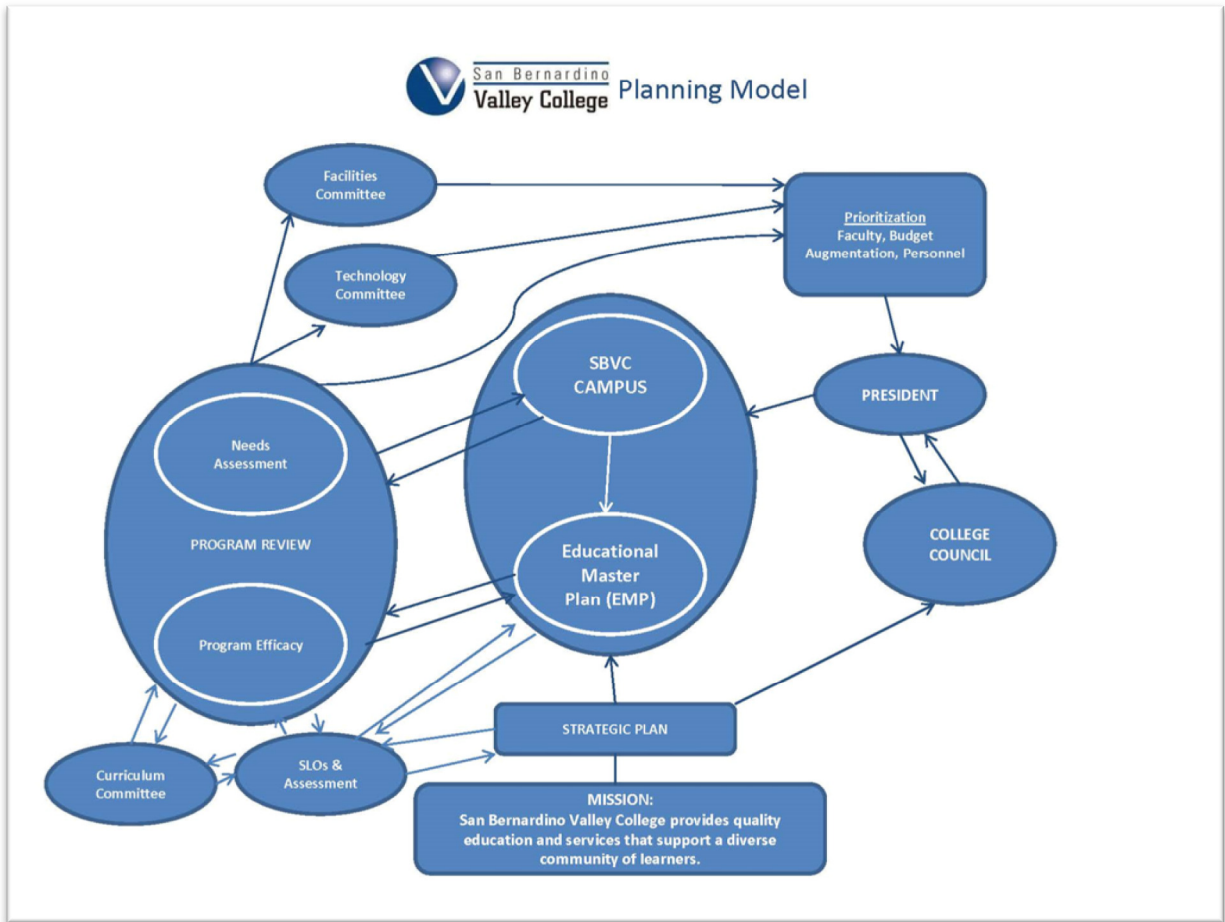 San Bernardino
Valley College
Planning Model
Facilities
Committee
Prioritization
Faculty, Budget
Augmentation, Personnel
Technology
Committee
SBVC
CAMPUS
PRESIDENT
Needs
Assessment
COLLEGE
COUNCIL
PROGRAM REVIEW
Educational
Master
Plan (EMP)
Program Efficacy
STRATEGIC PLAN
SLOs &
Assessment
Curriculum
Committee
MISSION:
San Bernardino Valley College provides quality
education and services that support a diverse
community of learners.